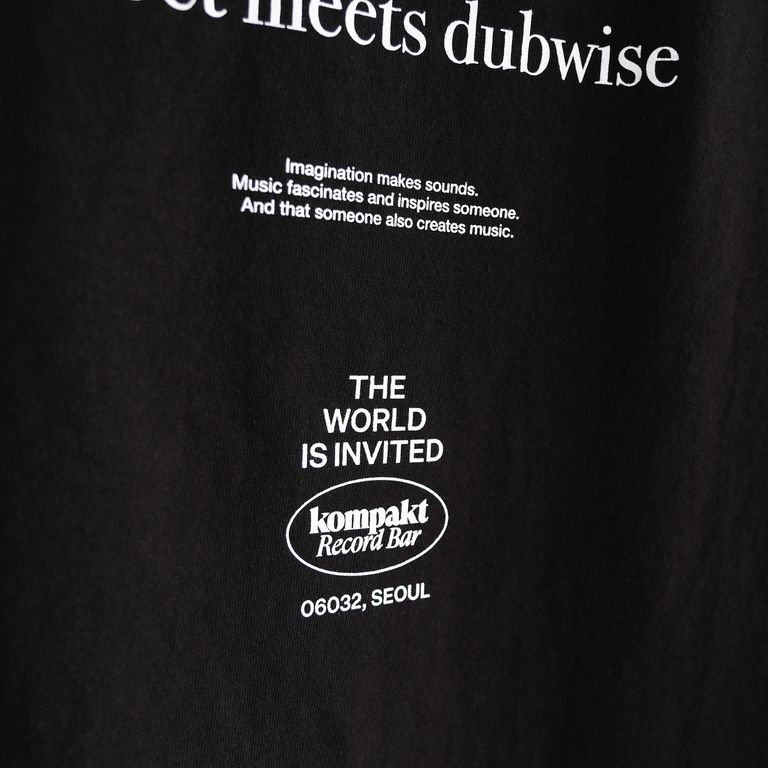 meets dubwise
Imagination makes sounds.
Music fascinates and inspires someone.
And that someone also creates music.
THE
WORLD
IS INVITED
kompakt
Record Bar
06032, SEOUL